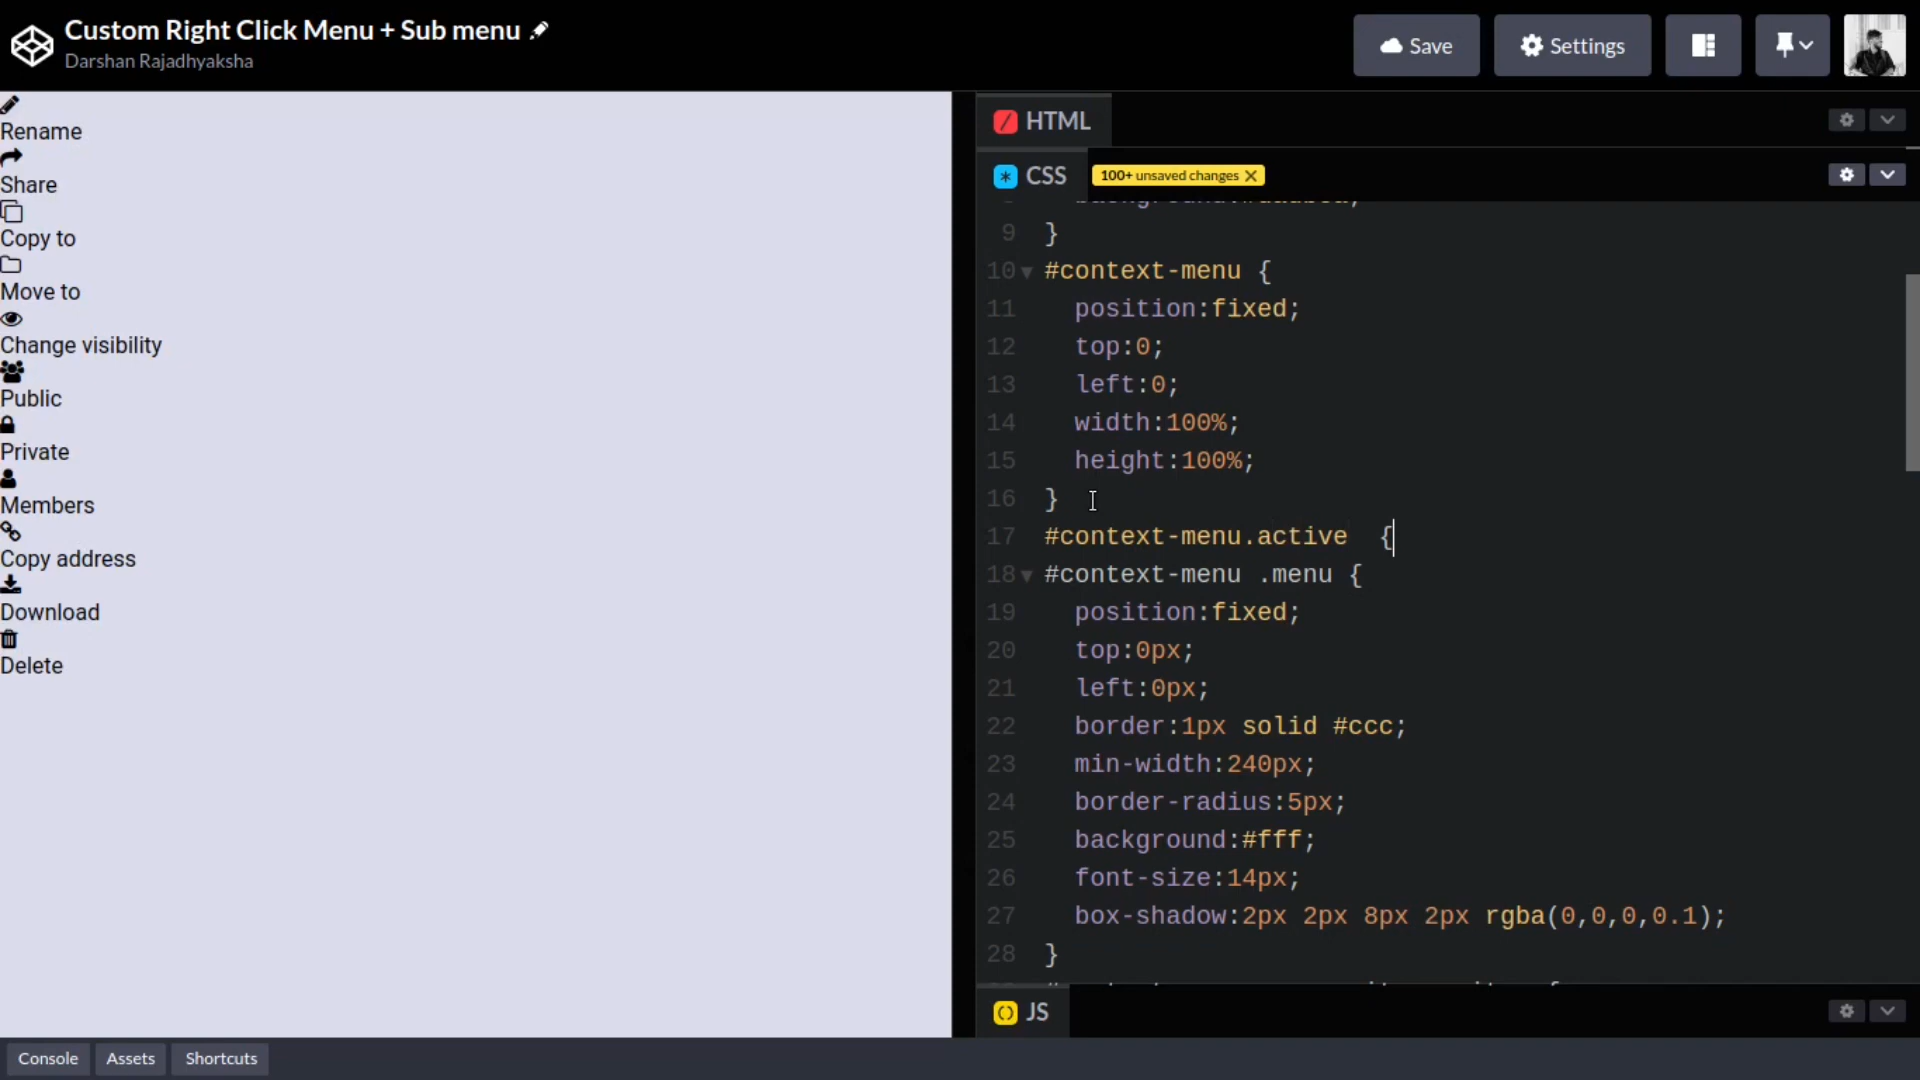 Custom Right Click Menu + Sub menu
Darshan Rajadhyaksha
Save
Settings
Rename
Share
Copy to
Move to
Change visibility
Public
Private
Members
Copy address
Download
Delete
HTML
CSS
100+ unsaved changes
9 }
10 #context-menu {
11 position:fixed;
12 top:0;
13 left:0;
14 width:100%;
15 height:100%;
16 }
17 #context-menu.active  {
18 #context-menu .menu {
19 position:fixed;
20 top:0px;
21 left:0px;
22 border:1px solid #ccc;
23 min-width:240px;
24 border-radius:5px;
25 background:#fff;
26 font-size:14px;
27 box-shadow:2px 2px 8px 2px rgba(0,0,0,0.1);
28 }
JS
Console
Assets
Shortcuts